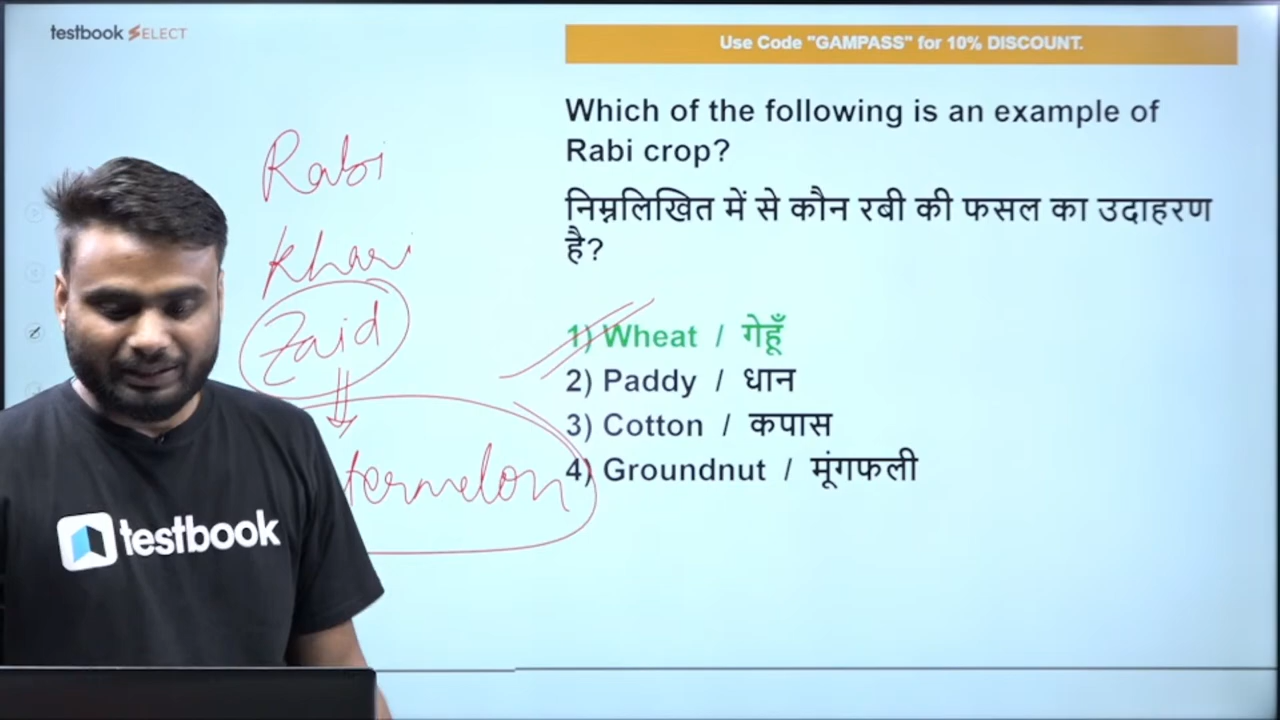 testbook SELECT
Use Code "GAMPASS" for 10% DISCOUNT.
Which of the following is an example of
Rabi crop?
निम्नलिखित में से कौन रबी की फसल का उदाहरण
है?
Rabi
Khari
Zaid
1) Wheat / गेहूँ
2) Paddy / धान
3) Cotton / कपास
4) Groundnut / मूंगफली
termelon
testbook